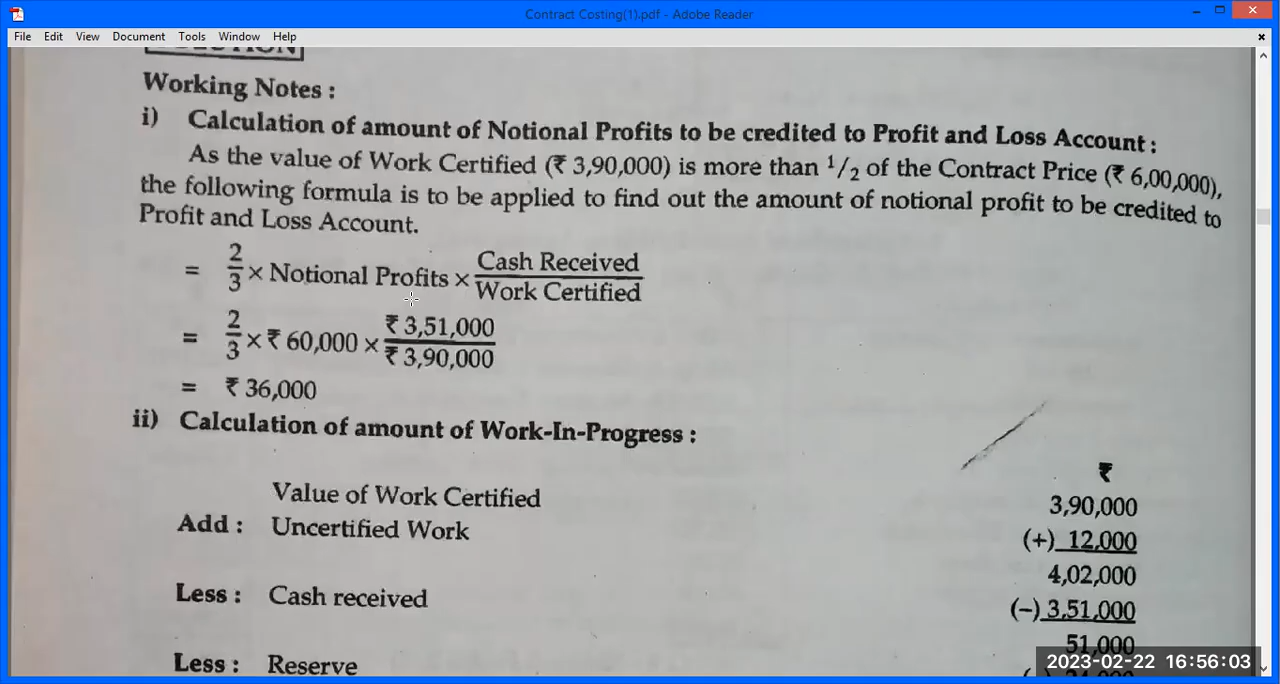 Contract Costing(1).pdf - Adobe Reader
File Edit View Document Tools Window Help
Working Notes :
i) Calculation of amount of Notional Profits to be credited to Profit and Loss Account :
As the value of Work Certified (₹ 3,90,000) is more than 1/2 of the Contract Price (₹ 6,00,000),
the following formula is to be applied to find out the amount of notional profit to be credited to
Profit and Loss Account.
= 2/3 × Notional Profits × Cash Received / Work Certified
= 2/3 × ₹ 60,000 × ₹ 3,51,000 / ₹ 3,90,000
= ₹ 36,000
ii) Calculation of amount of Work-In-Progress :
₹
Value of Work Certified 3,90,000
Add : Uncertified Work (+) 12,000
4,02,000
Less : Cash received (–) 3,51,000
51,000
Less : Reserve
2023-02-22 16:56:03